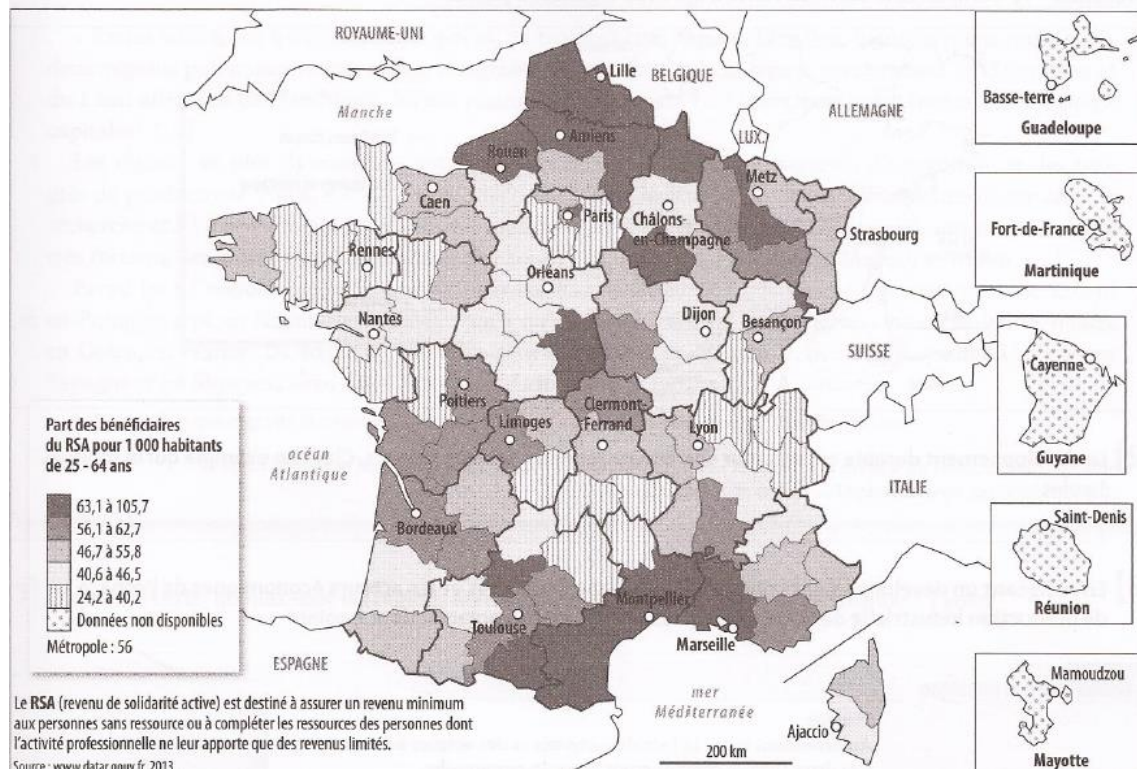 ROYAUME-UNI
BELGIQUE
ALLEMAGNE
LUX.
Manche
Lille
Amiens
Rouen
Caen
Paris
Metz
Châlons-
en-Champagne
Strasbourg
Rennes
Orléans
Nantes
Dijon
Besançon
SUISSE
Poitiers
Limoges
Clermont-
Ferrand
Lyon
océan
Atlantique
ITALIE
Bordeaux
Toulouse
Montpellier
Marseille
ESPAGNE
mer
Méditerranée
Ajaccio
200 km
Basse-terre
Guadeloupe
Fort-de-France
Martinique
Cayenne
Guyane
Saint-Denis
Réunion
Mamoudzou
Mayotte
Part des bénéficiaires
du RSA pour 1 000 habitants
de 25 - 64 ans
63,1 à 105,7
56,1 à 62,7
46,7 à 55,8
40,6 à 46,5
24,2 à 40,2
Données non disponibles
Métropole : 56
Le RSA (revenu de solidarité active) est destiné à assurer un revenu minimum
aux personnes sans ressource ou à compléter les ressources des personnes dont
l'activité professionnelle ne leur apporte que des revenus limités.
Source : www.datar.gouv.fr, 2013